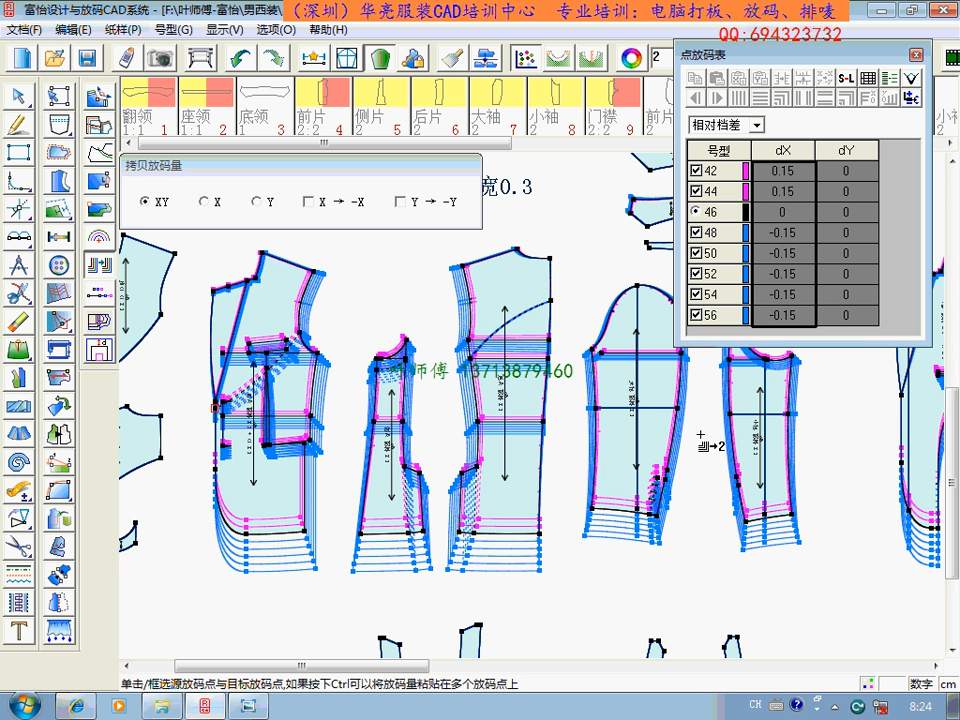 富怡设计与放码CAD系统 - [F:\叶师傅-富怡\男西装\
(深圳)华亮服装CAD培训中心 专业培训:电脑打板、放码、排唛
QQ:694323732
文档(F) 编辑(E) 纸样(P) 号型(G) 显示(V) 选项(O) 帮助(H)
2
点放码表
S-L
相对档差
号型 dX dY
42 0.15 0
44 0.15 0
46 0 0
48 -0.15 0
50 -0.15 0
52 -0.15 0
54 -0.15 0
56 -0.15 0
翻领 座领 底领 前片 侧片 后片 大袖 小袖 门襟 前片
1:1 1 1:1 2 3 2:2 4 2 5 2 6 2 7 2 8 2:2 9 2
拷贝放码量
XY X Y X → -X Y → -Y
宽0.3
叶师傅 13713879460
→2
单击/框选源放码点与目标放码点,如果按下Ctrl可以将放码量粘贴在多个放码点上
数字 cm
CH
8:24